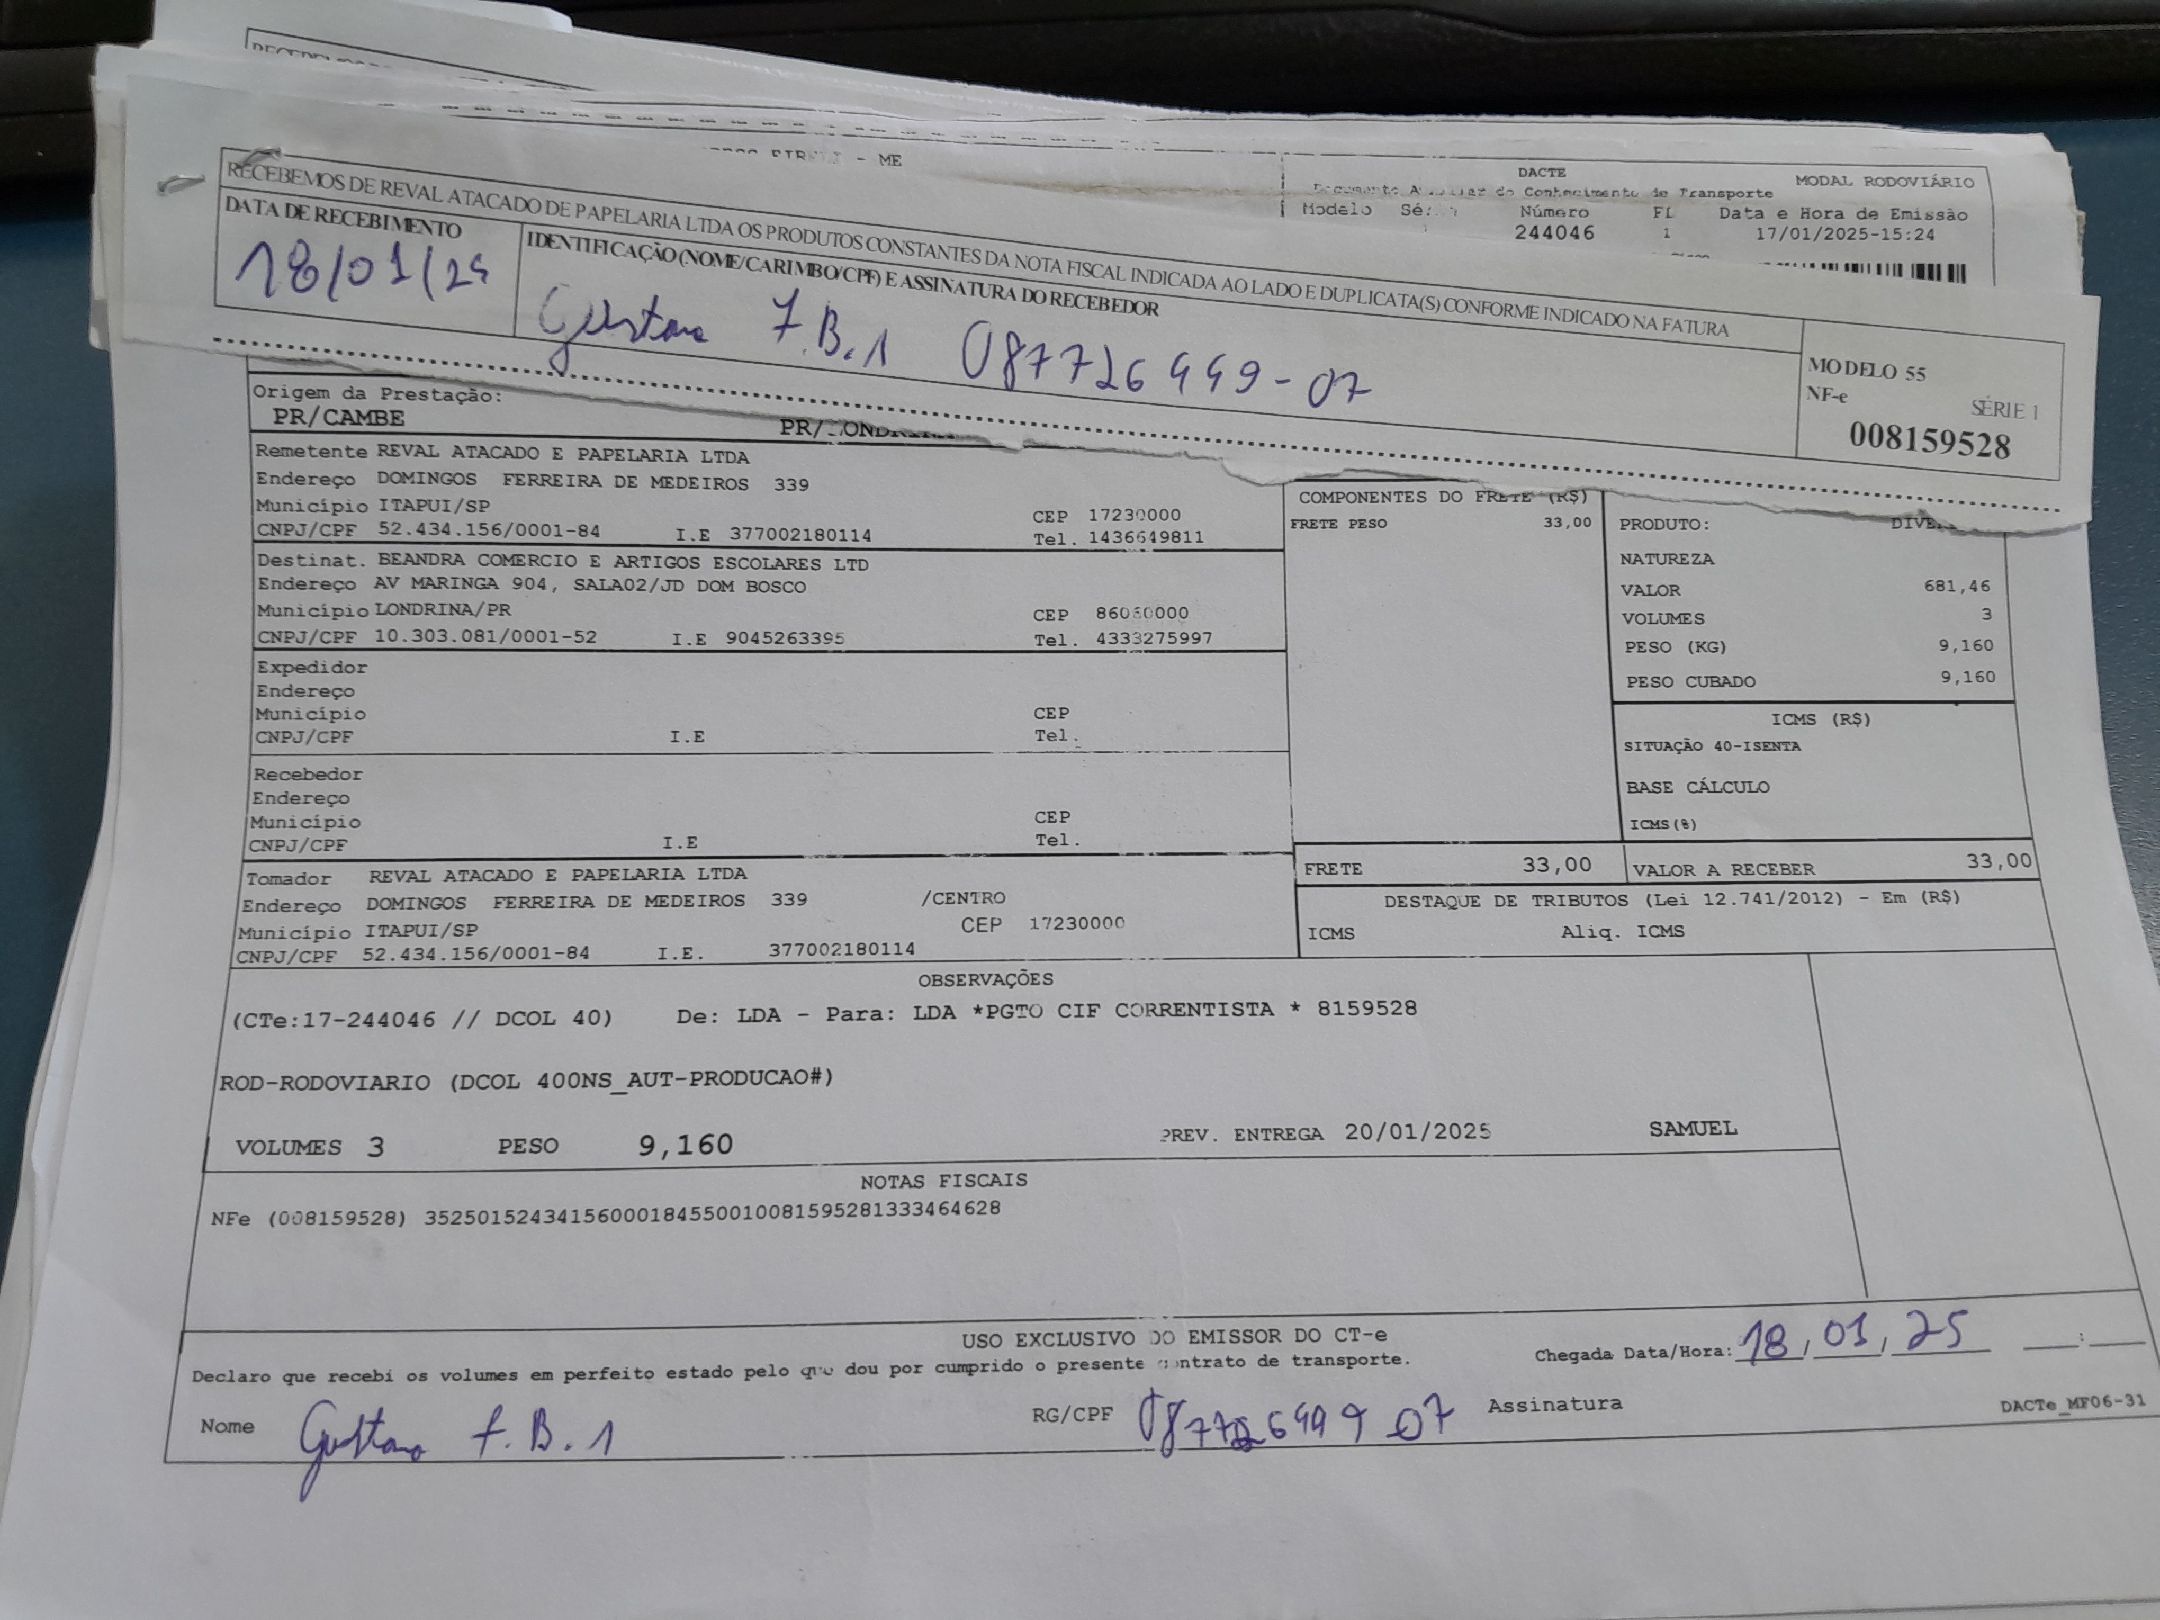 - ME
DACTE
MODAL RODOVIÁRIO
Conhecimento de Transporte
Modelo
Número
FL
Data e Hora de Emissão
244046
1
17/01/2025-15:24
RECEBEMOS DE REVAL ATACADO DE PAPELARIA LTDA OS PRODUTOS CONSTANTES DA NOTA FISCAL INDICADA AO LADO E DUPLICATA(S) CONFORME INDICADO NA FATURA
DATA DE RECEBIMENTO
IDENTIFICAÇÃO (NOME/CARIMBO/CPF) E ASSINATURA DO RECEBEDOR
18/01/25
Gustavo F.B.1 087726449-07
MODELO 55
NF-e
SÉRIE 1
008159528
Origem da Prestação:
PR/CAMBE
Remetente REVAL ATACADO E PAPELARIA LTDA
Endereço DOMINGOS FERREIRA DE MEDEIROS 339
Município ITAPUI/SP CEP 17230000
CNPJ/CPF 52.434.156/0001-84 I.E 377002180114 Tel. 1436649811
Destinat. BEANDRA COMERCIO E ARTIGOS ESCOLARES LTD
Endereço AV MARINGA 904, SALA02/JD DOM BOSCO
Município LONDRINA/PR CEP 86060000
CNPJ/CPF 10.303.081/0001-52 I.E 9045263395 Tel. 4333275997
Expedidor
Endereço
Município CEP
CNPJ/CPF I.E Tel.
Recebedor
Endereço
Município CEP
CNPJ/CPF I.E Tel.
Tomador REVAL ATACADO E PAPELARIA LTDA
Endereço DOMINGOS FERREIRA DE MEDEIROS 339 /CENTRO
Município ITAPUI/SP CEP 17230000
CNPJ/CPF 52.434.156/0001-84 I.E. 377002180114
COMPONENTES DO FRETE (R$)
FRETE PESO 33,00
PRODUTO:
NATUREZA
VALOR 681,46
VOLUMES 3
PESO (KG) 9,160
PESO CUBADO 9,160
ICMS (R$)
SITUAÇÃO 40-ISENTA
BASE CÁLCULO
ICMS(%)
FRETE 33,00
VALOR A RECEBER 33,00
DESTAQUE DE TRIBUTOS (Lei 12.741/2012) - Em (R$)
ICMS Aliq. ICMS
OBSERVAÇÕES
(CTe:17-244046 // DCOL 40) De: LDA - Para: LDA *PGTO CIF CORRENTISTA * 8159528
ROD-RODOVIARIO (DCOL 400NS_AUT-PRODUCAO#)
VOLUMES 3 PESO 9,160 PREV. ENTREGA 20/01/2025 SAMUEL
NOTAS FISCAIS
NFe (008159528) 35250152434156000184550010081595281333464628
USO EXCLUSIVO DO EMISSOR DO CT-e
Declaro que recebi os volumes em perfeito estado pelo que dou por cumprido o presente contrato de transporte.
Chegada Data/Hora: 18/01/25 __:__
Nome Gustavo F.B.1 RG/CPF 087726449 07 Assinatura
DACTe_MF06-31